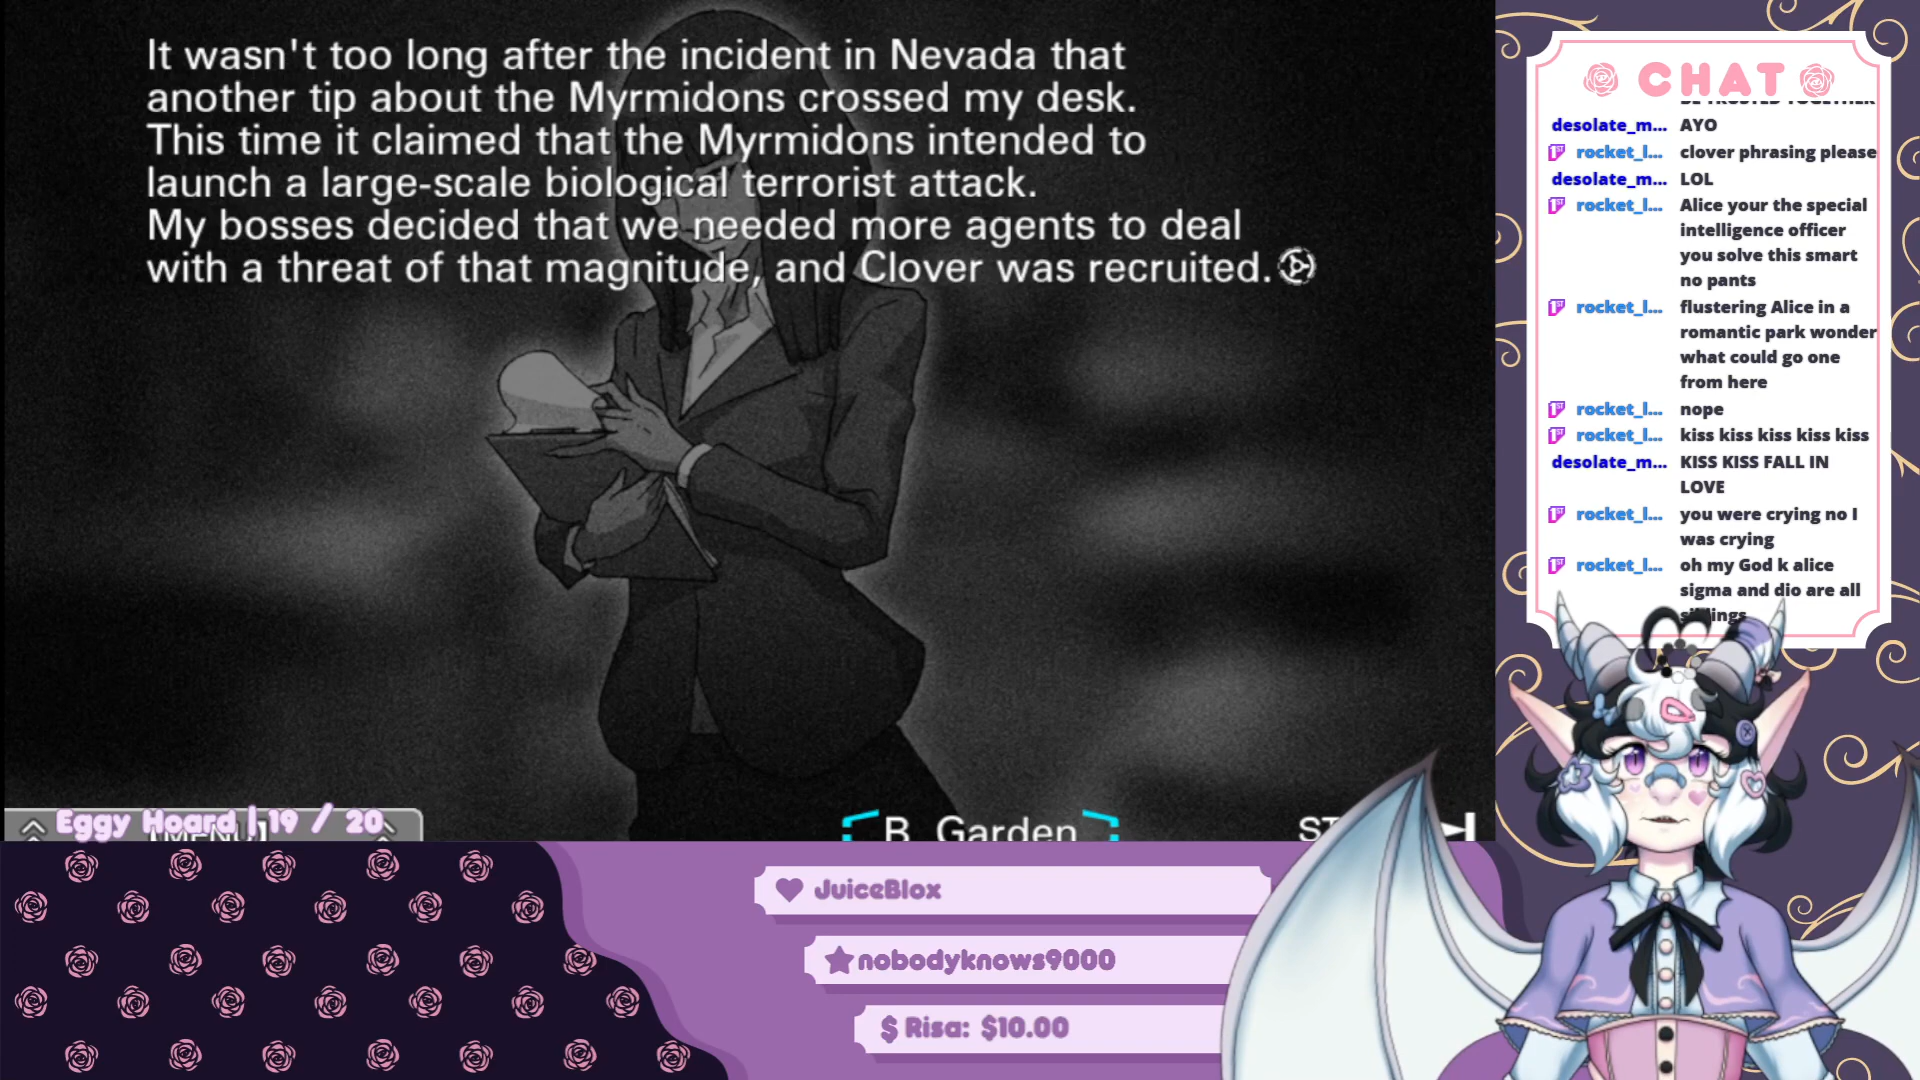 It wasn't too long after the incident in Nevada that
another tip about the Myrmidons crossed my desk.
This time it claimed that the Myrmidons intended to
launch a large-scale biological terrorist attack.
My bosses decided that we needed more agents to deal
with a threat of that magnitude, and Clover was recruited.
Eggy Hoard | 19 / 20
B. Garden
JuiceBlox
nobodyknows9000
$ Risa: $10.00
CHAT
BE TRUSTED TOGETHER
desolate_m... AYO
rocket_l... clover phrasing please
desolate_m... LOL
rocket_l... Alice your the special
intelligence officer
you solve this smart
no pants
rocket_l... flustering Alice in a
romantic park wonder
what could go one
from here
rocket_l... nope
rocket_l... kiss kiss kiss kiss kiss
desolate_m... KISS KISS FALL IN
LOVE
rocket_l... you were crying no I
was crying
rocket_l... oh my God k alice
sigma and dio are all
siblings